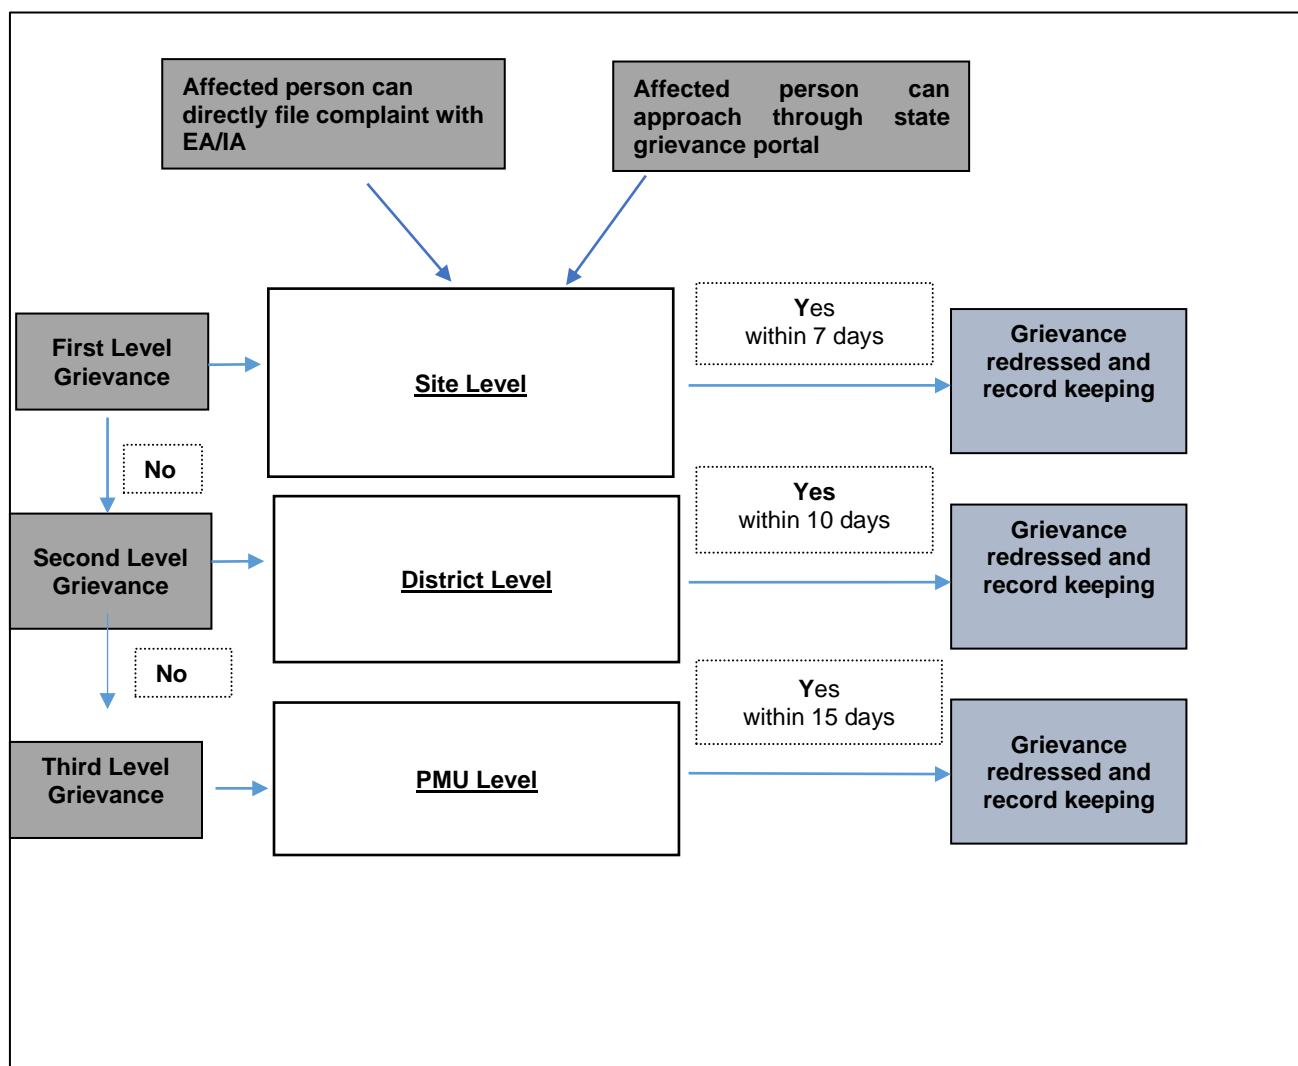 Affected person can
directly file complaint with
EA/IA
Affected person can
approach through state
grievance portal
First Level
Grievance
Site Level
Yes
within 7 days
Grievance
redressed and
record keeping
No
Second Level
Grievance
District Level
Yes
within 10 days
Grievance
redressed and
record keeping
No
Third Level
Grievance
PMU Level
Yes
within 15 days
Grievance
redressed and
record keeping